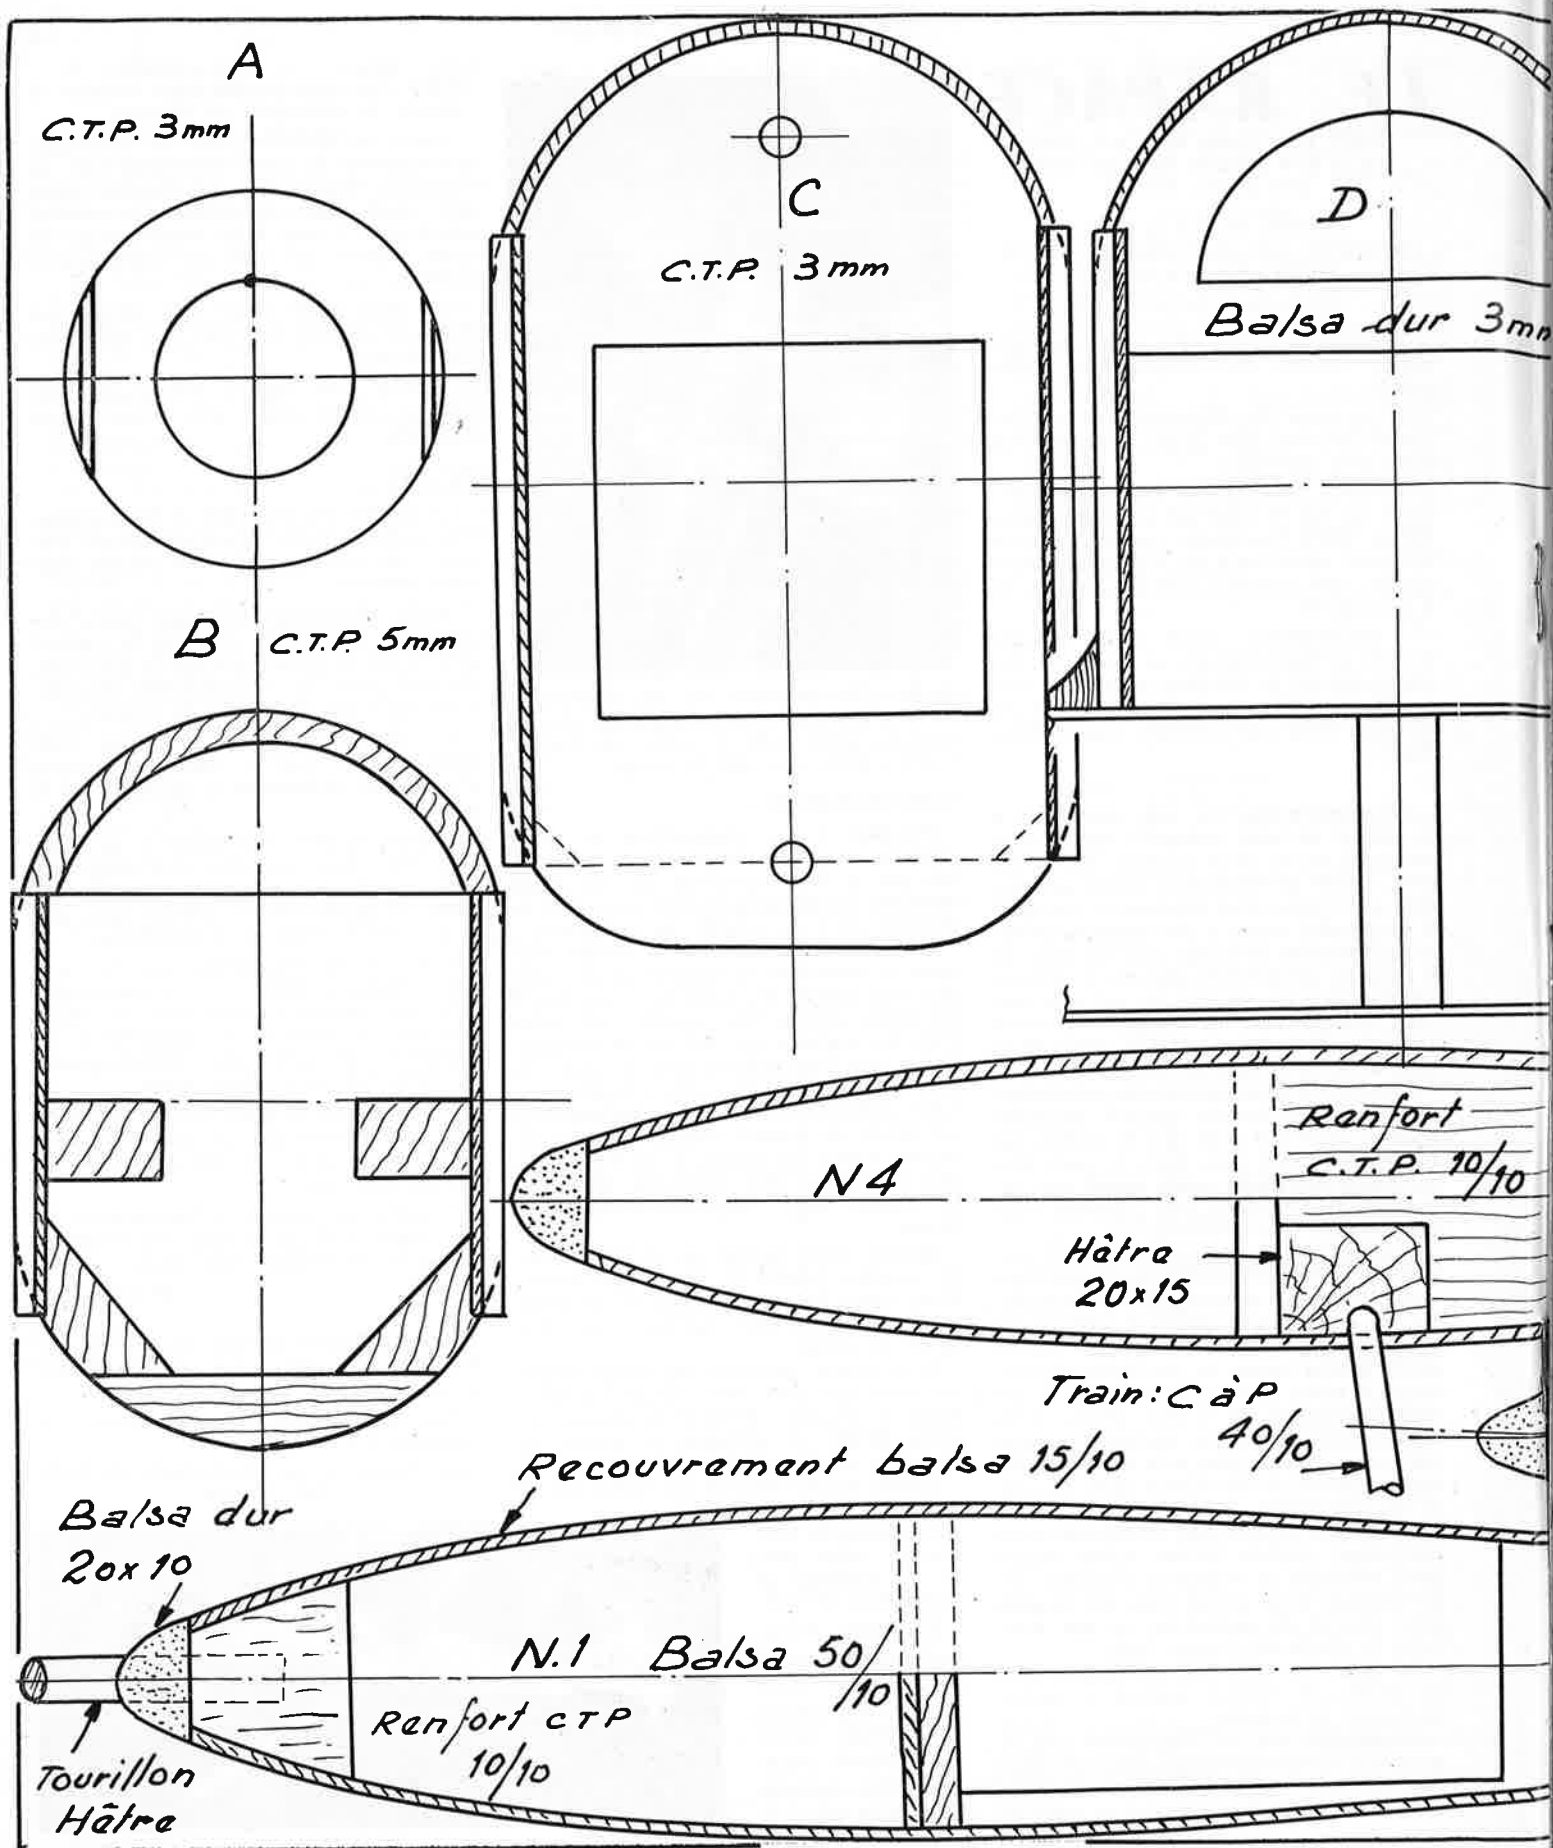 A
C.T.P. 3mm
C
C.T.P. 3mm
D
Balsa dur 3mm
B C.T.P. 5mm
N4
Renfort
C.T.P. 10/10
Hêtre
20x15
Train: C à P
40/10
Recouvrement balsa 15/10
Balsa dur
20x10
N.1 Balsa 50/10
Renfort CTP
10/10
Tourillon
Hêtre